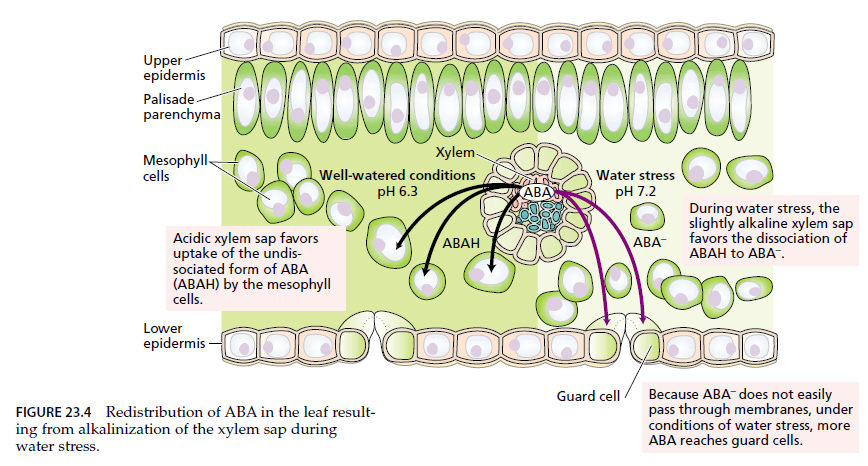 Upper
epidermis
Palisade
parenchyma
Mesophyll
cells
Xylem
Well-watered conditions
pH 6.3
ABA
Water stress
pH 7.2
ABAH
ABA⁻
During water stress, the
slightly alkaline xylem sap
favors the dissociation of
ABAH to ABA⁻.
Acidic xylem sap favors
uptake of the undis-
sociated form of ABA
(ABAH) by the mesophyll
cells.
Lower
epidermis
Guard cell
Because ABA⁻ does not easily
pass through membranes, under
conditions of water stress, more
ABA reaches guard cells.
FIGURE 23.4 Redistribution of ABA in the leaf result-
ing from alkalinization of the xylem sap during
water stress.